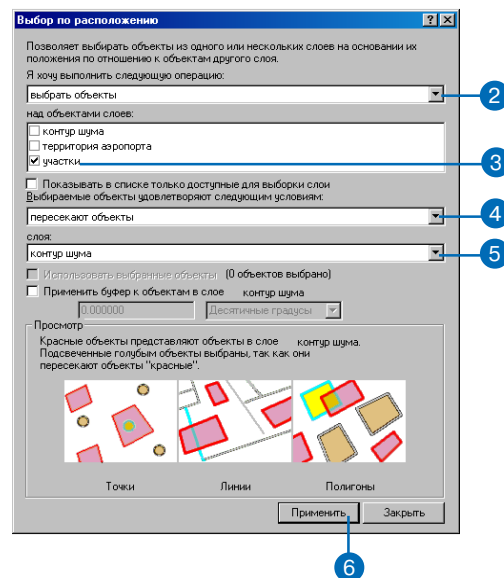 Выбор по расположению
Позволяет выбирать объекты из одного или нескольких слоев на основании их
положения по отношению к объектам другого слоя.
Я хочу выполнить следующую операцию:
выбрать объекты
2
над объектами слоев:
контур шума
территория аэропорта
участки
3
Показывать в списке только доступные для выборки слои
Выбираемые объекты удовлетворяют следующим условиям:
пересекают объекты
4
слоя:
контур шума
5
Использовать выбранные объекты (0 объектов выбрано)
Применить буфер к объектам в слое контур шума
0.000000 Десятичные градусы
Просмотр
Красные объекты представляют объекты в слое контур шума.
Подсвеченные голубым объекты выбраны, так как они
пересекают объекты "красные".
Точки Линии Полигоны
Применить Закрыть
6